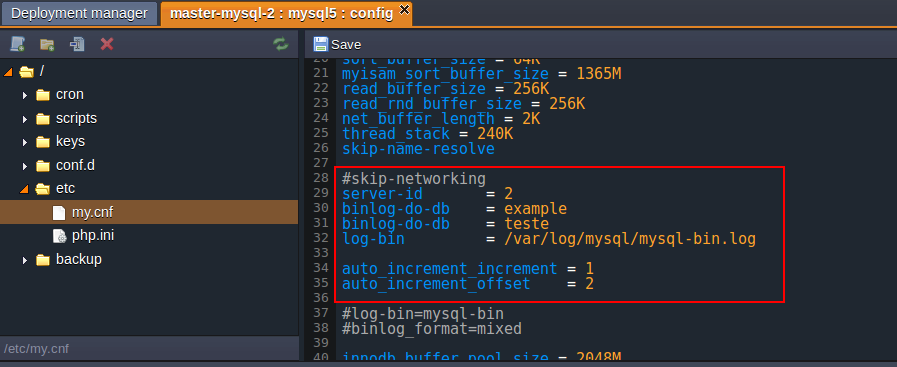 Deployment manager
master-mysql-2 : mysql5 : config
Save
/
cron
scripts
keys
conf.d
etc
my.cnf
php.ini
backup
/etc/my.cnf
20 sort_buffer_size = 64K
21 myisam_sort_buffer_size = 1365M
22 read_buffer_size = 256K
23 read_rnd_buffer_size = 256K
24 net_buffer_length = 2K
25 thread_stack = 240K
26 skip-name-resolve
27
28 #skip-networking
29 server-id = 2
30 binlog-do-db = example
31 binlog-do-db = teste
32 log-bin = /var/log/mysql/mysql-bin.log
33
34 auto_increment_increment = 1
35 auto_increment_offset = 2
36
37 #log-bin=mysql-bin
38 #binlog_format=mixed
39
40 innodb_buffer_pool_size = 2048M